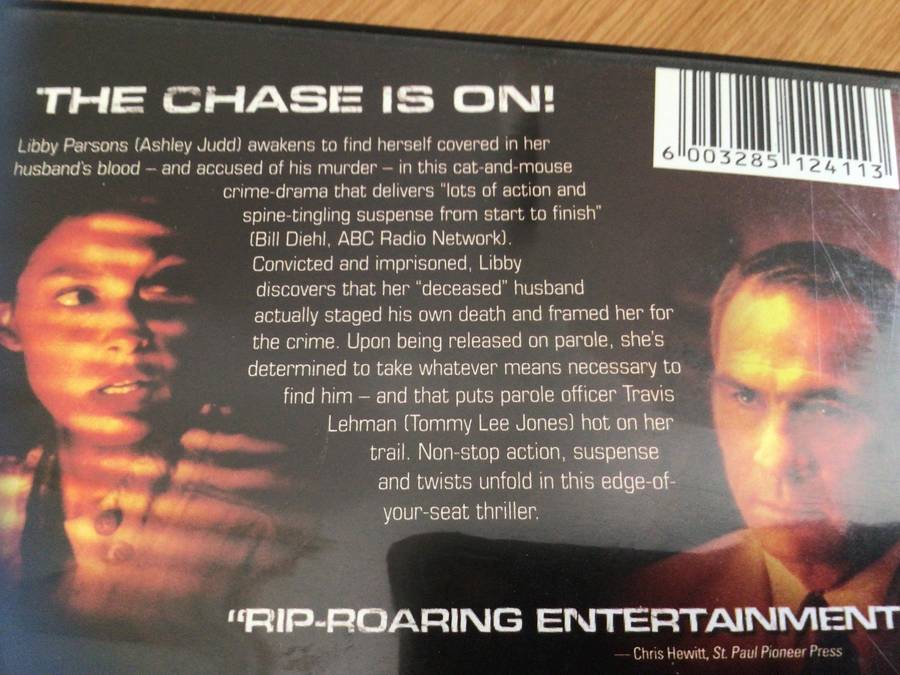 THE CHASE IS ON!
6 003285 124113
Libby Parsons (Ashley Judd) awakens to find herself covered in her
husband's blood – and accused of his murder – in this cat-and-mouse
crime-drama that delivers "lots of action and
spine-tingling suspense from start to finish"
(Bill Diehl, ABC Radio Network).
Convicted and imprisoned, Libby
discovers that her "deceased" husband
actually staged his own death and framed her for
the crime. Upon being released on parole, she's
determined to take whatever means necessary to
find him – and that puts parole officer Travis
Lehman (Tommy Lee Jones) hot on her
trail. Non-stop action, suspense
and twists unfold in this edge-of-
your-seat thriller.
"RIP-ROARING ENTERTAINMENT
— Chris Hewitt, St. Paul Pioneer Press